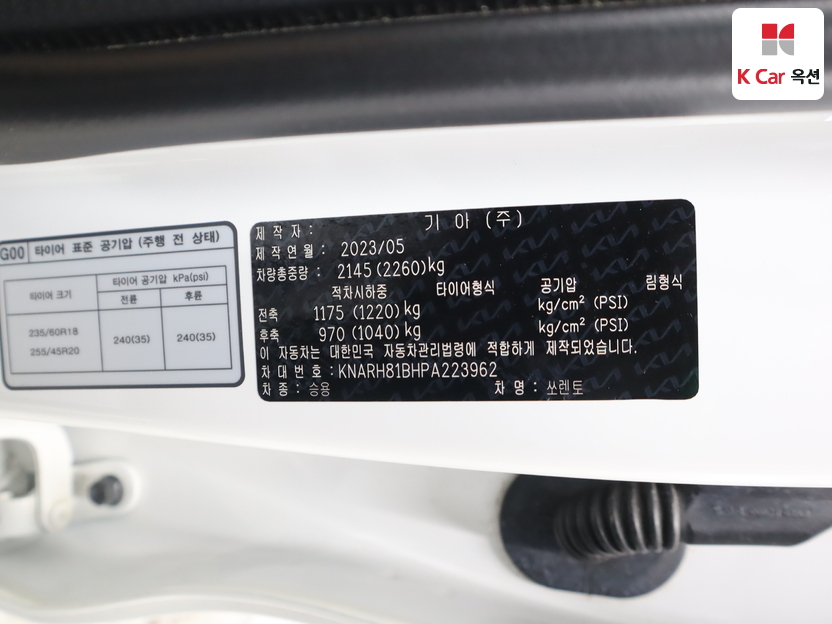 K Car 옥션
G00 타이어 표준 공기압 (주행 전 상태)
타이어 크기 타이어 공기압 kPa(psi)
전륜 후륜
235/60R18
255/45R20
240(35) 240(35)
제작자: 기아(주)
제작연월: 2023/05
차량총중량: 2145(2260)kg
적차시하중 타이어형식 공기압 림형식
전축 1175(1220)kg kg/cm² (PSI)
후축 970(1040)kg kg/cm² (PSI)
이 자동차는 대한민국 자동차관리법령에 적합하게 제작되었습니다.
차대번호: KNARH81BHPA223962
차종: 승용 차명: 쏘렌토